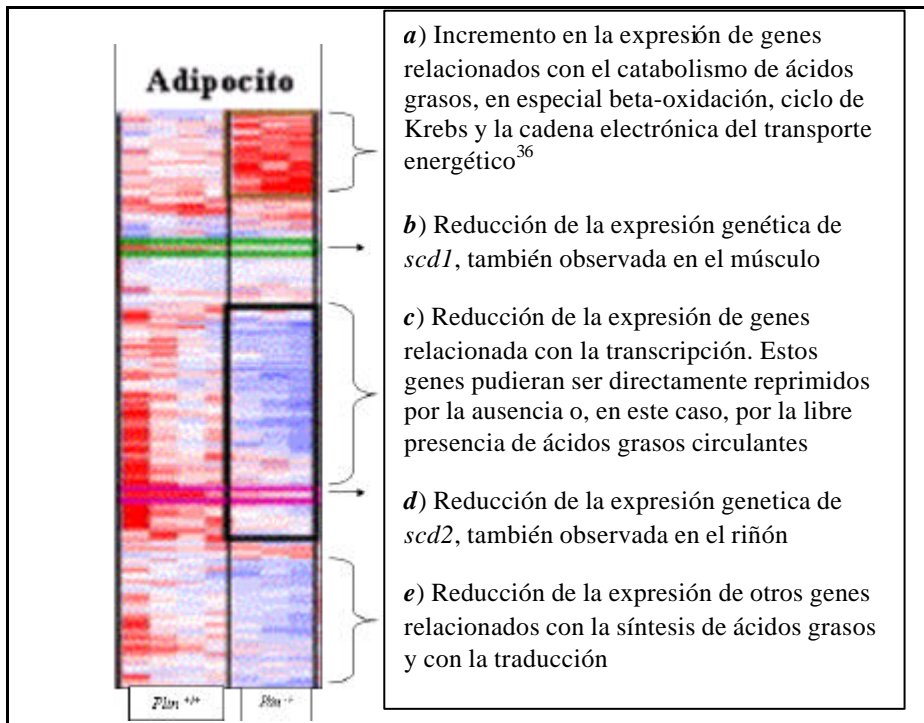 Adipocito
a) Incremento en la expresión de genes
relacionados con el catabolismo de ácidos
grasos, en especial beta-oxidación, ciclo de
Krebs y la cadena electrónica del transporte
energético36
b) Reducción de la expresión genética de
scd1, también observada en el músculo
c) Reducción de la expresión de genes
relacionada con la transcripción. Estos
genes pudieran ser directamente reprimidos
por la ausencia o, en este caso, por la libre
presencia de ácidos grasos circulantes
d) Reducción de la expresión genetica de
scd2, también observada en el riñón
e) Reducción de la expresión de otros genes
relacionados con la síntesis de ácidos grasos
y con la traducción
Plin +/+
Plin -/-